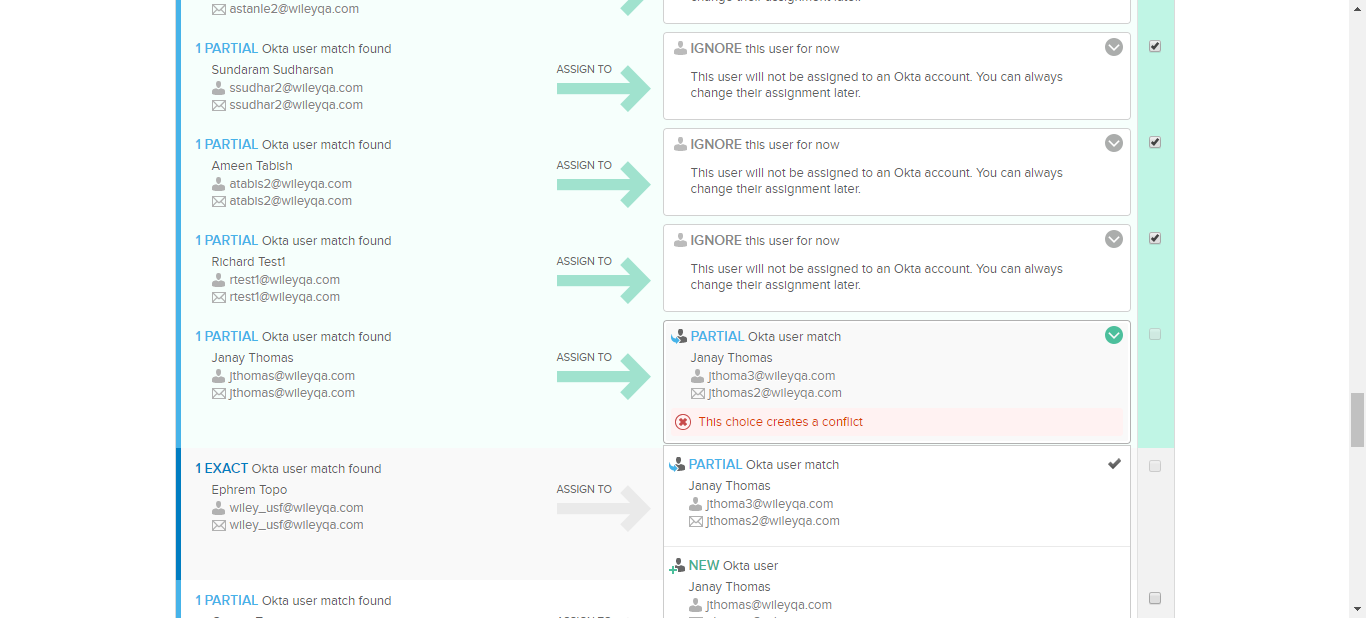 astanle2@wileyqa.com
change their assignment later.
1 PARTIAL Okta user match found
Sundaram Sudharsan
ssudhar2@wileyqa.com
ssudhar2@wileyqa.com
ASSIGN TO
IGNORE this user for now
This user will not be assigned to an Okta account. You can always
change their assignment later.
1 PARTIAL Okta user match found
Ameen Tabish
atabis2@wileyqa.com
atabis2@wileyqa.com
ASSIGN TO
IGNORE this user for now
This user will not be assigned to an Okta account. You can always
change their assignment later.
1 PARTIAL Okta user match found
Richard Test1
rtest1@wileyqa.com
rtest1@wileyqa.com
ASSIGN TO
IGNORE this user for now
This user will not be assigned to an Okta account. You can always
change their assignment later.
1 PARTIAL Okta user match found
Janay Thomas
jthomas@wileyqa.com
jthomas@wileyqa.com
ASSIGN TO
PARTIAL Okta user match
Janay Thomas
jthoma3@wileyqa.com
jthomas2@wileyqa.com
This choice creates a conflict
1 EXACT Okta user match found
Ephrem Topo
wiley_usf@wileyqa.com
wiley_usf@wileyqa.com
ASSIGN TO
PARTIAL Okta user match
Janay Thomas
jthoma3@wileyqa.com
jthomas2@wileyqa.com
NEW Okta user
Janay Thomas
jthomas@wileyqa.com
1 PARTIAL Okta user match found